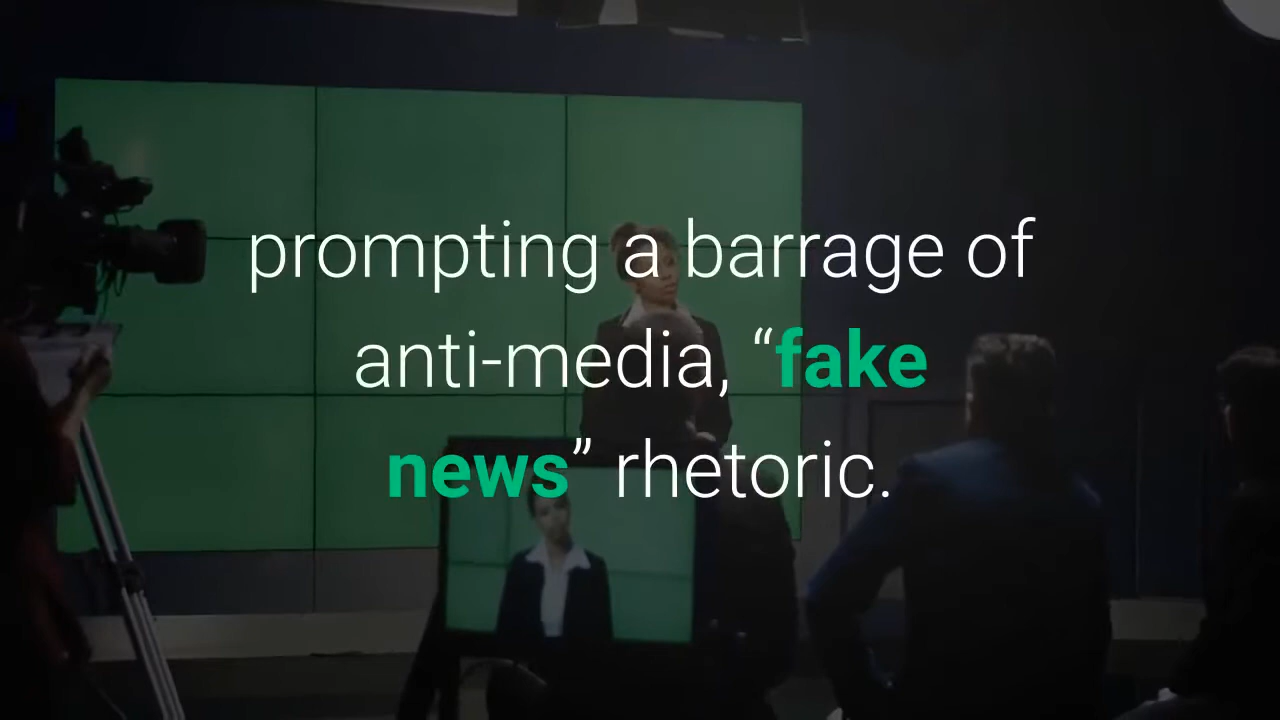 prompting a barrage of
anti-media, “fake
news” rhetoric.